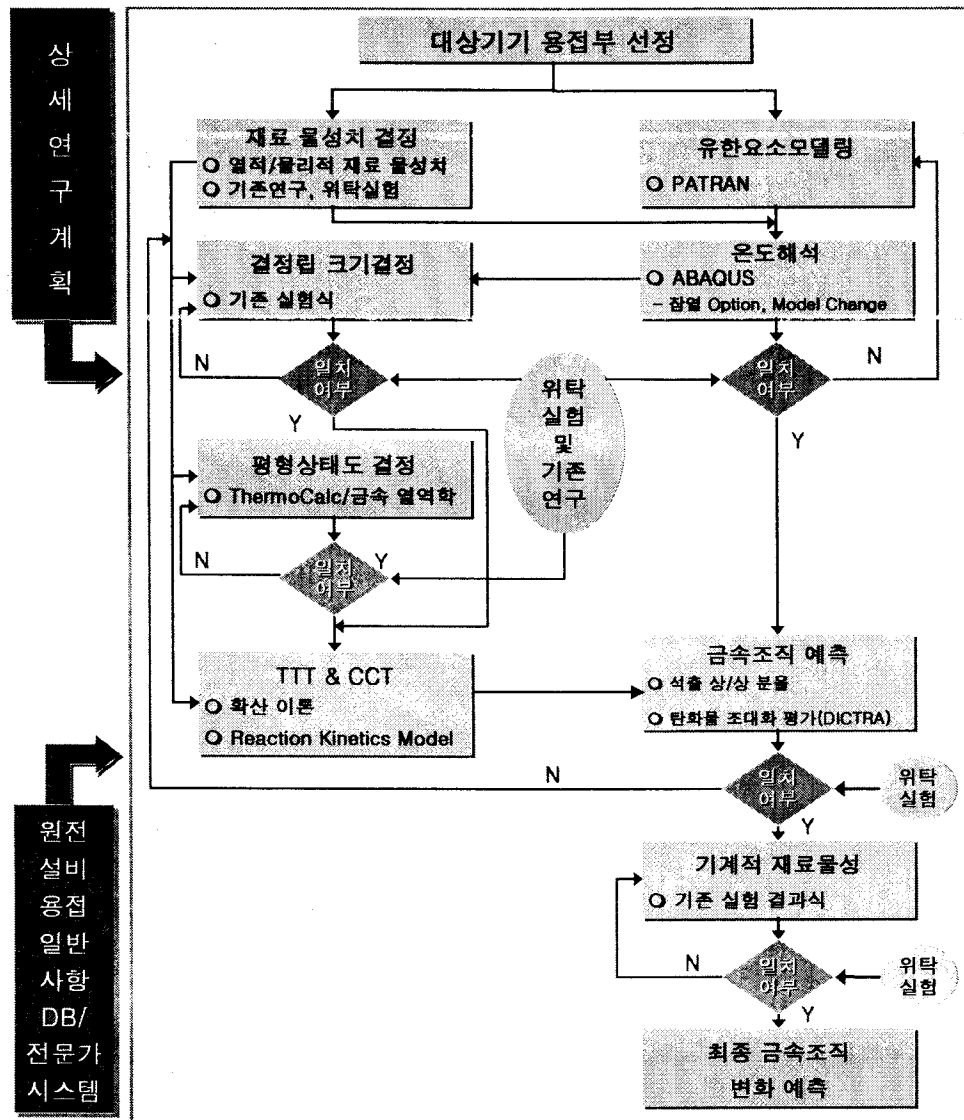 상
세
연
구
계
획
대상기기 용접부 선정
재료 물성치 결정
열적/물리적 재료 물성치
기존연구, 위탁실험
유한요소모델링
PATRAN
결정립 크기결정
기존 실험식
온도해석
ABAQUS
- 잠열 Option, Model Change
N
일치
여부
Y
위탁
실험
및
기존
연구
일치
여부
N
Y
평형상태도 결정
ThermoCalc/금속 열역학
N
일치
여부
Y
TTT & CCT
확산 이론
Reaction Kinetics Model
금속조직 예측
석출 상/상 분율
탄화물 조대화 평가(DICTRA)
N
일치
여부
위탁
실험
Y
원전
설비
용접
일반
사항
DB/
전문가
시스템
기계적 재료물성
기존 실험 결과식
N
일치
여부
위탁
실험
Y
최종 금속조직
변화 예측